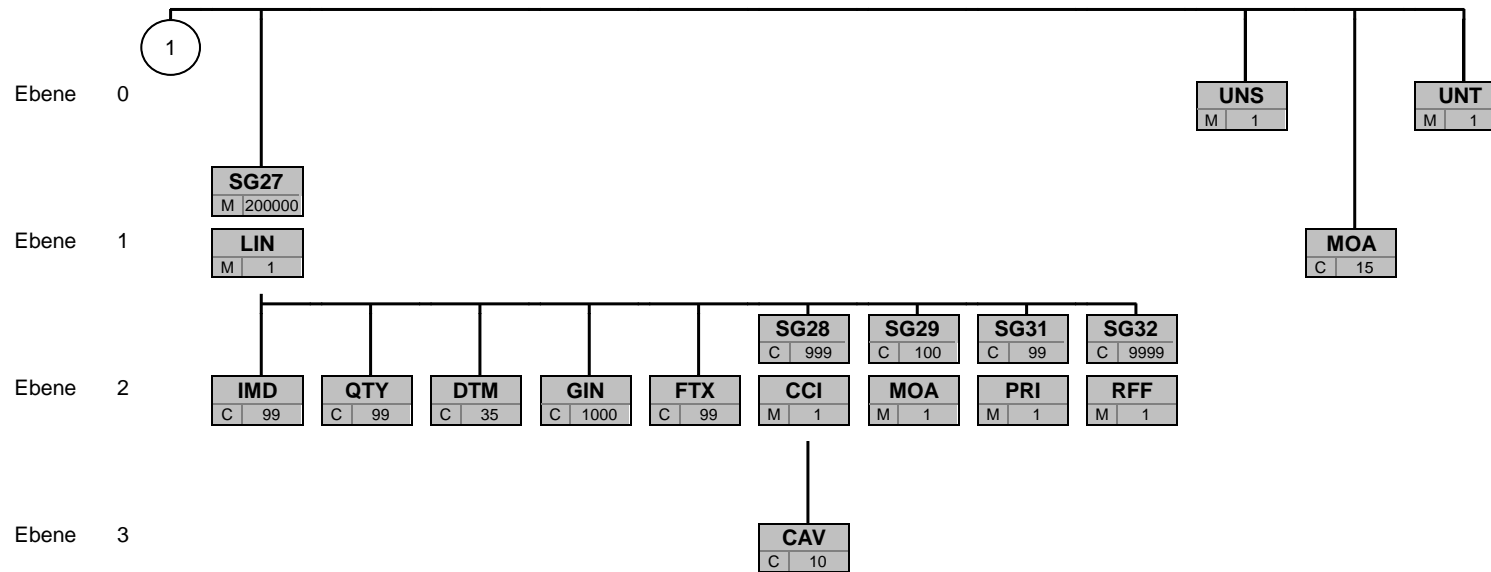 1
Ebene 0
UNS
M 1
UNT
M 1
SG27
M 200000
Ebene 1
LIN
M 1
MOA
C 15
SG28
C 999
SG29
C 100
SG31
C 99
SG32
C 9999
Ebene 2
IMD
C 99
QTY
C 99
DTM
C 35
GIN
C 1000
FTX
C 99
CCI
M 1
MOA
M 1
PRI
M 1
RFF
M 1
Ebene 3
CAV
C 10